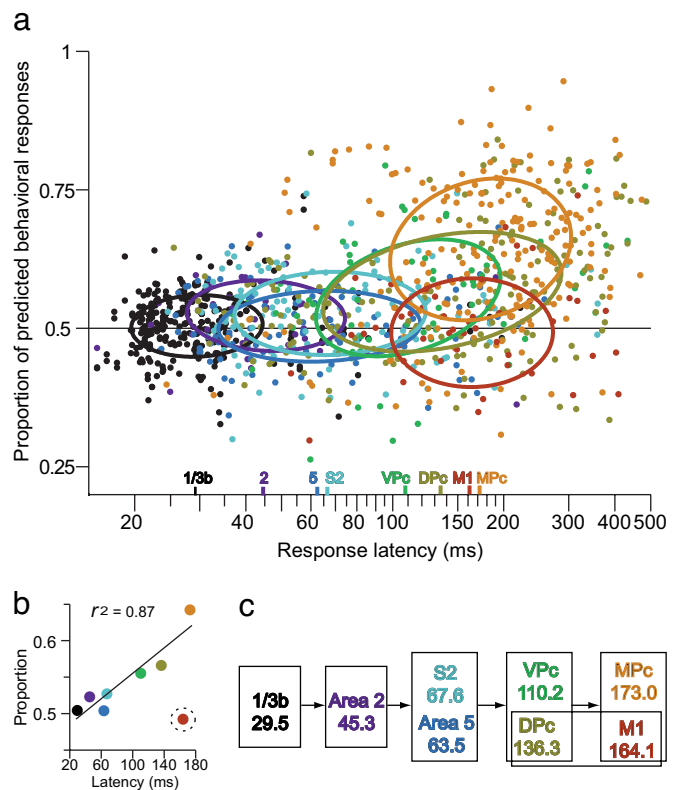 a
Proportion of predicted behavioral responses
1
0.75
0.5
0.25
1/3b 2 5 S2 VPc DPc M1 MPc
20 40 60 80 100 150 200 300 400 500
Response latency (ms)
b
r2 = 0.87
Proportion
0.6
0.5
20 60 100 140 180
Latency (ms)
c
1/3b
29.5
Area 2
45.3
S2
67.6
Area 5
63.5
VPc
110.2
DPc
136.3
MPc
173.0
M1
164.1